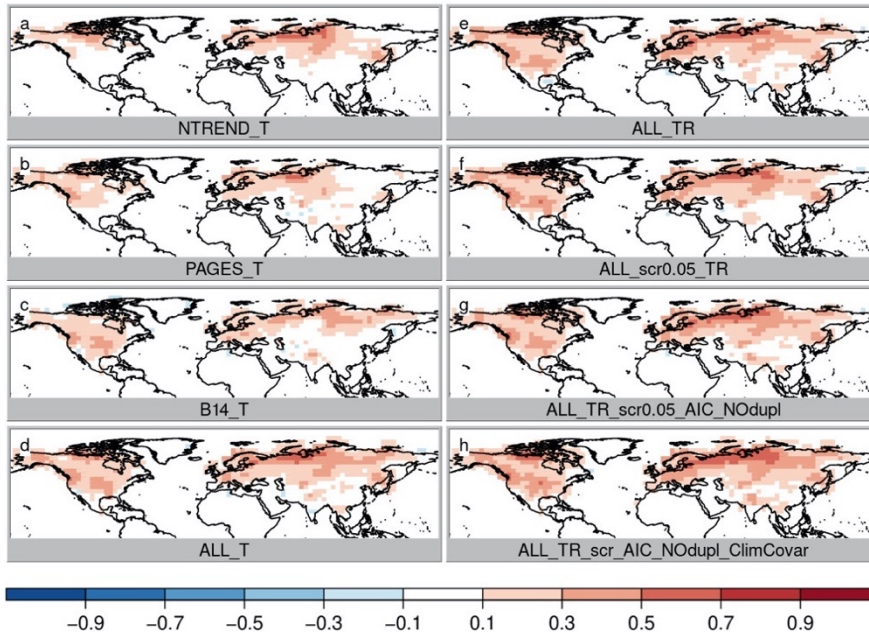 a
NTREND_T
e
ALL_TR
b
PAGES_T
f
ALL_scr0.05_TR
c
B14_T
g
ALL_TR_scr0.05_AIC_NOdupl
d
ALL_T
h
ALL_TR_scr_AIC_NOdupl_ClimCovar
−0.9 −0.7 −0.5 −0.3 −0.1 0.1 0.3 0.5 0.7 0.9